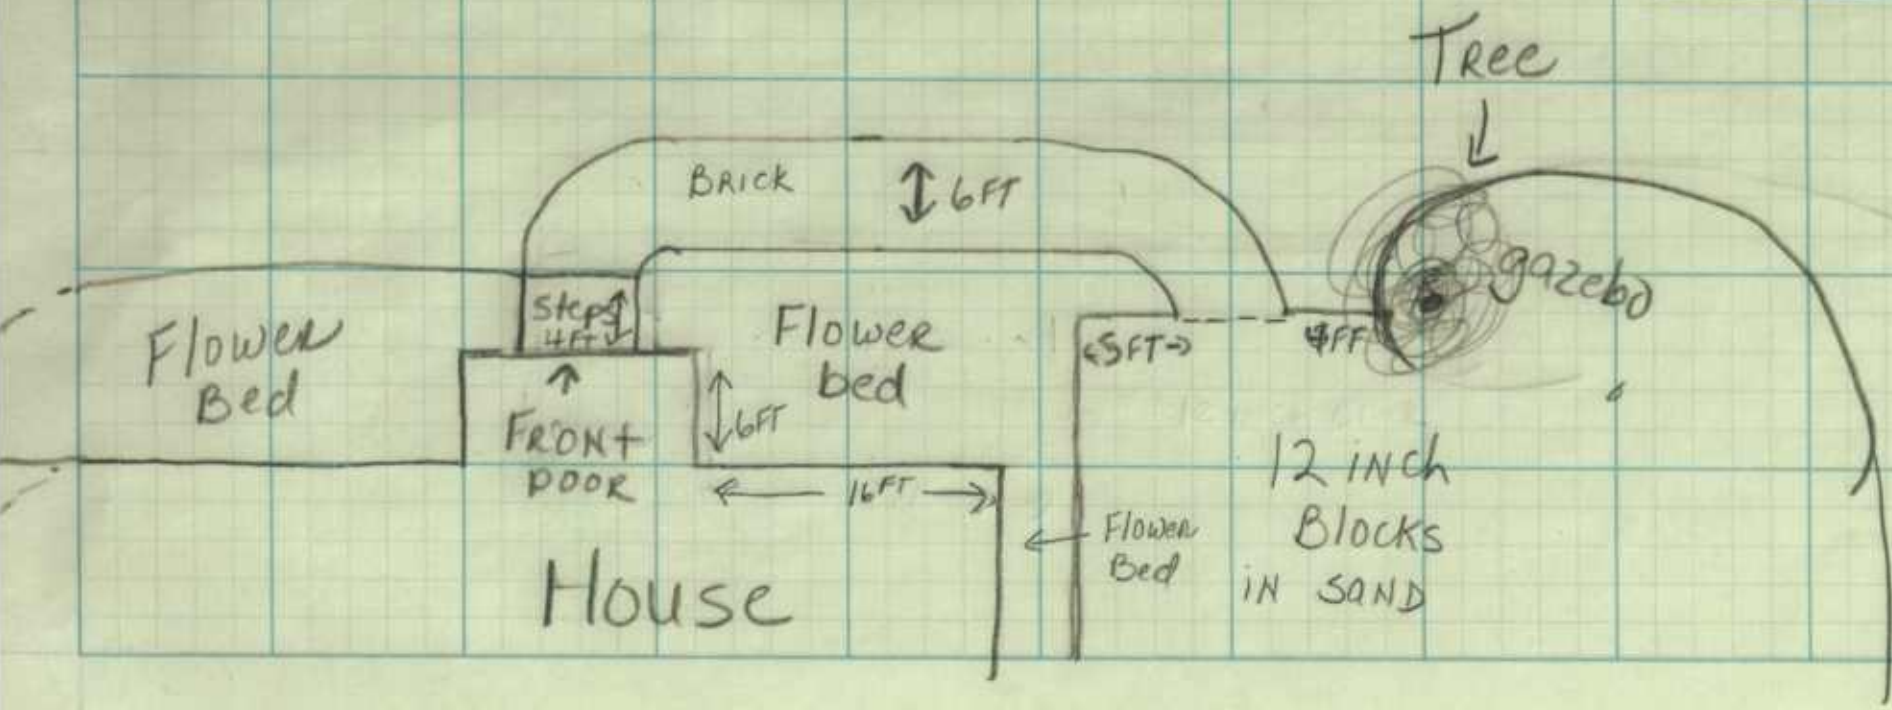 Tree
BRICK
6FT
gazebo
Steps
4FT
Flower
Bed
Flower
bed
5FT
FRONT
DOOR
6FT
16FT
12 inch
Blocks
in SAND
Flower
Bed
House